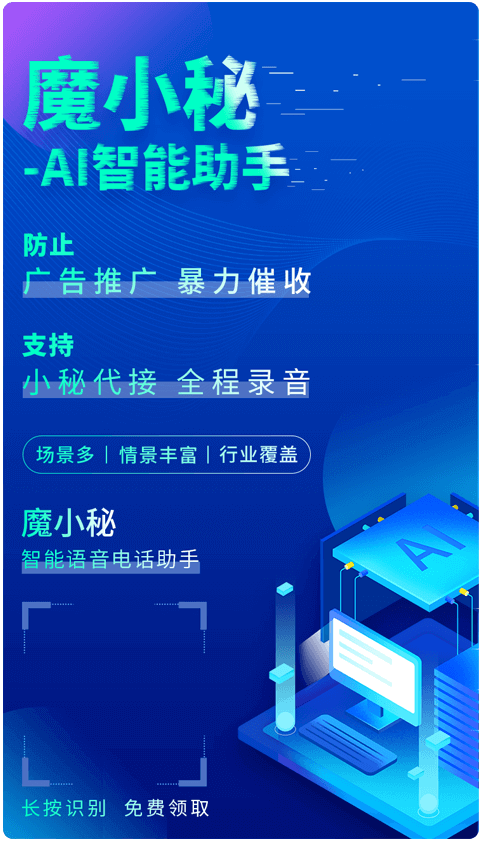 魔小秘
-AI智能助手
防止
广告推广 暴力催收
支持
小秘代接 全程录音
场景多｜情景丰富｜行业覆盖
魔小秘
智能语音电话助手
AI
长按识别 免费领取